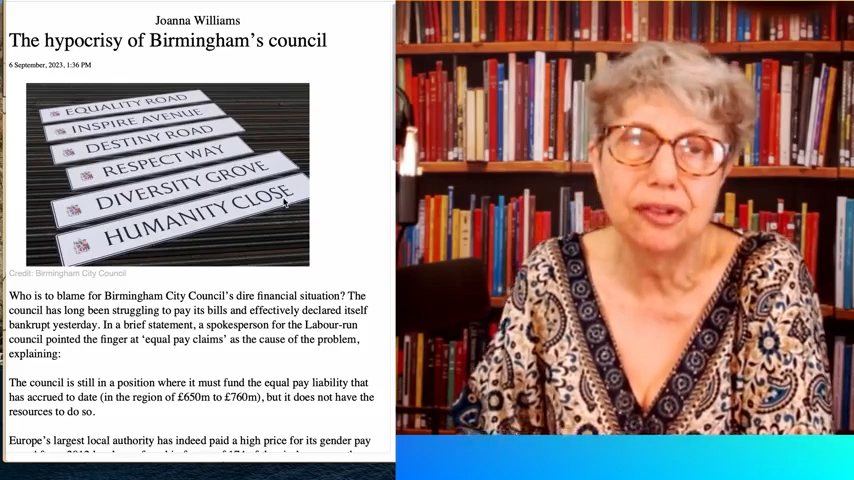 Joanna Williams
The hypocrisy of Birmingham's council
6 September, 2023, 1:36 PM
EQUALITY ROAD
INSPIRE AVENUE
DESTINY ROAD
RESPECT WAY
DIVERSITY GROVE
HUMANITY CLOSE
Credit: Birmingham City Council
Who is to blame for Birmingham City Council's dire financial situation? The
council has long been struggling to pay its bills and effectively declared itself
bankrupt yesterday. In a brief statement, a spokesperson for the Labour-run
council pointed the finger at 'equal pay claims' as the cause of the problem,
explaining:
The council is still in a position where it must fund the equal pay liability that
has accrued to date (in the region of £650m to £760m), but it does not have the
resources to do so.
Europe's largest local authority has indeed paid a high price for its gender pay